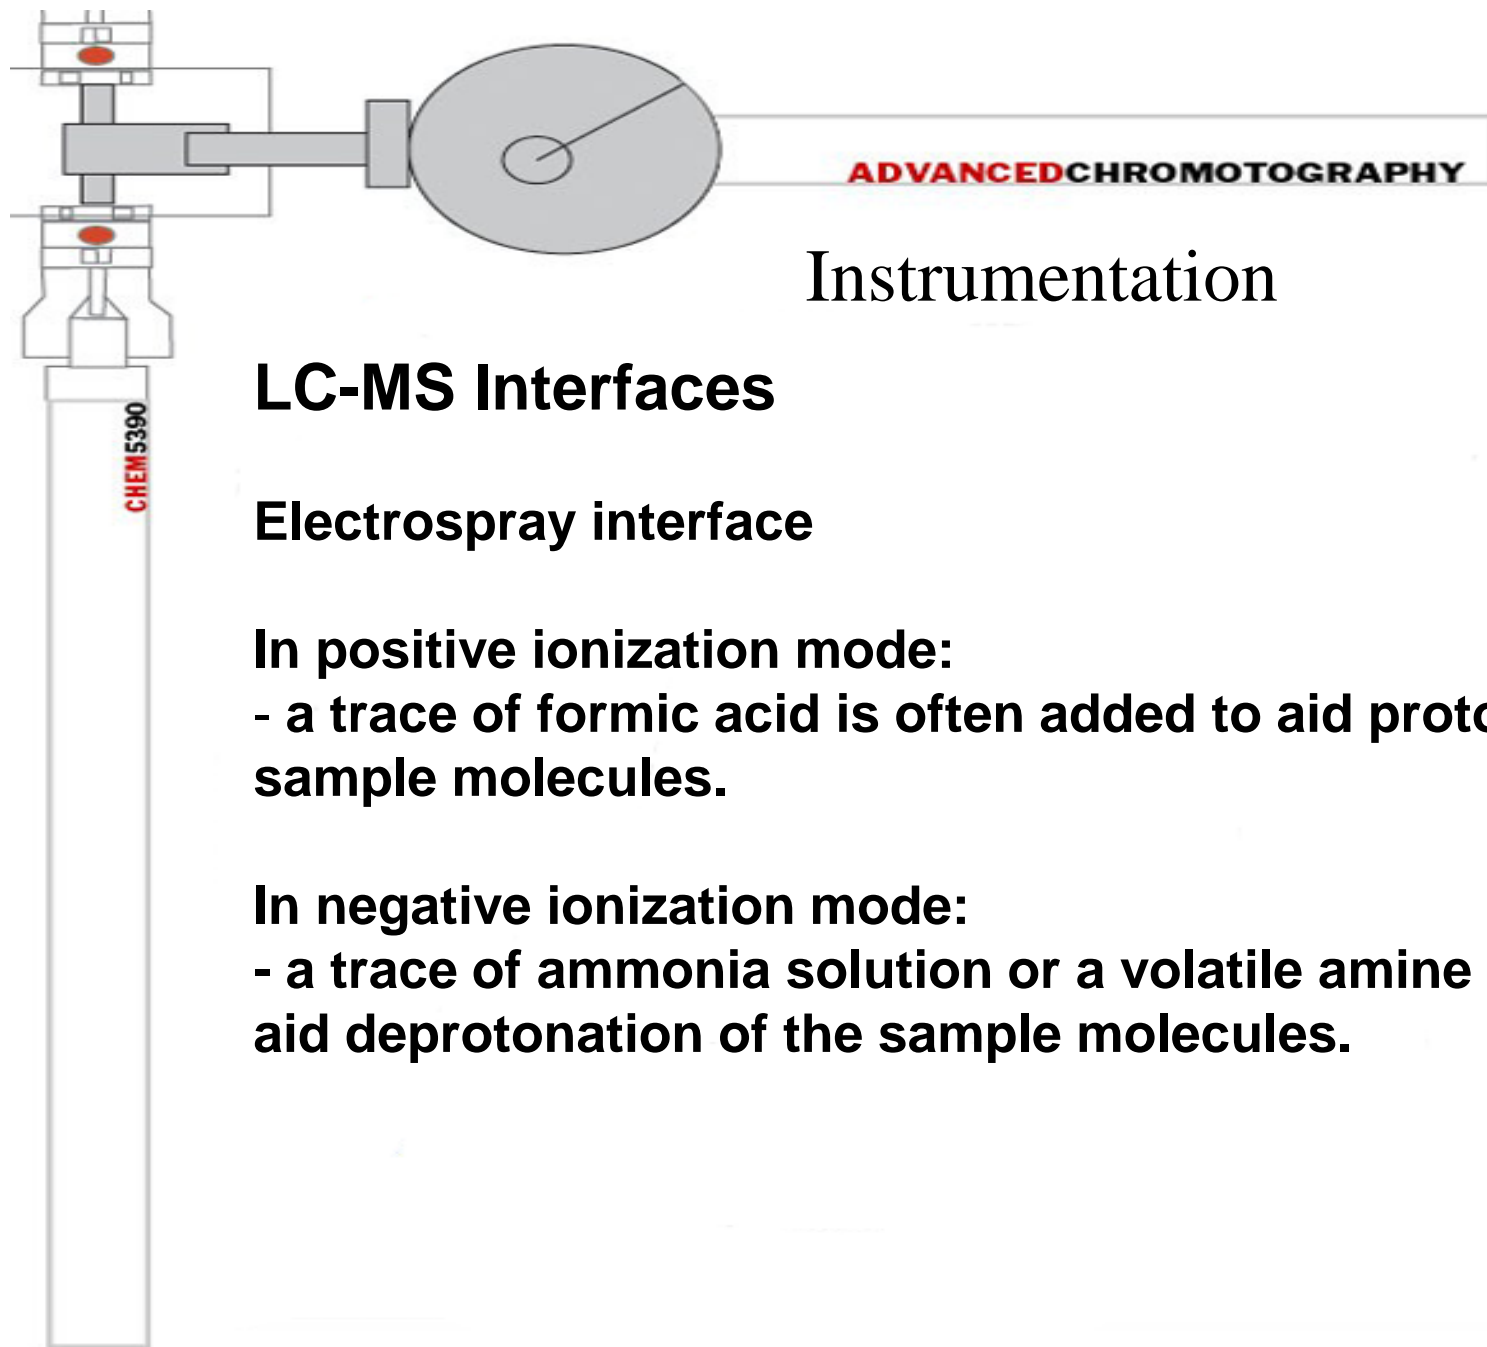 ADVANCEDCHROMOTOGRAPHY
Instrumentation
CHEM5390
LC-MS Interfaces
Electrospray interface
In positive ionization mode:
- a trace of formic acid is often added to aid proto
sample molecules.
In negative ionization mode:
- a trace of ammonia solution or a volatile amine
aid deprotonation of the sample molecules.